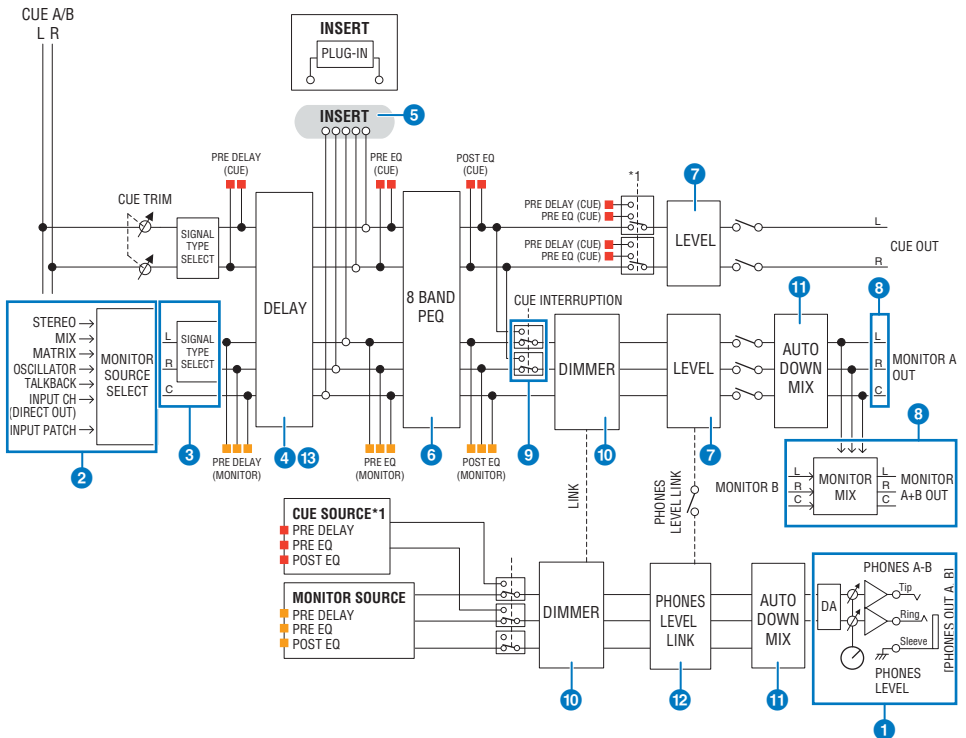 CUE A/B
L R
INSERT
PLUG-IN
INSERT
5
PRE DELAY
(CUE)
PRE EQ
(CUE)
POST EQ
(CUE)
*1
7
CUE TRIM
SIGNAL
TYPE
SELECT
PRE DELAY (CUE)
PRE EQ (CUE)
PRE DELAY (CUE)
PRE EQ (CUE)
LEVEL
L
CUE OUT
R
DELAY
8 BAND
PEQ
CUE INTERRUPTION
11
8
STEREO
MIX
MATRIX
OSCILLATOR
TALKBACK
INPUT CH
(DIRECT OUT)
INPUT PATCH
MONITOR
SOURCE
SELECT
L
R
C
SIGNAL
TYPE
SELECT
DIMMER
LEVEL
AUTO
DOWN
MIX
L
R
C
MONITOR A
OUT
2
3
PRE DELAY
(MONITOR)
4
13
PRE EQ
(MONITOR)
6
POST EQ
(MONITOR)
9
10
7
8
MONITOR B
L
R
C
MONITOR
MIX
L
R
C
MONITOR
A+B OUT
LINK
PHONES
LEVEL LINK
CUE SOURCE*1
PRE DELAY
PRE EQ
POST EQ
MONITOR SOURCE
PRE DELAY
PRE EQ
POST EQ
DIMMER
PHONES
LEVEL
LINK
AUTO
DOWN
MIX
PHONES A-B
DA
Tip
Ring
Sleeve
PHONES
LEVEL
[PHONES OUT A, B]
10
12
11
1